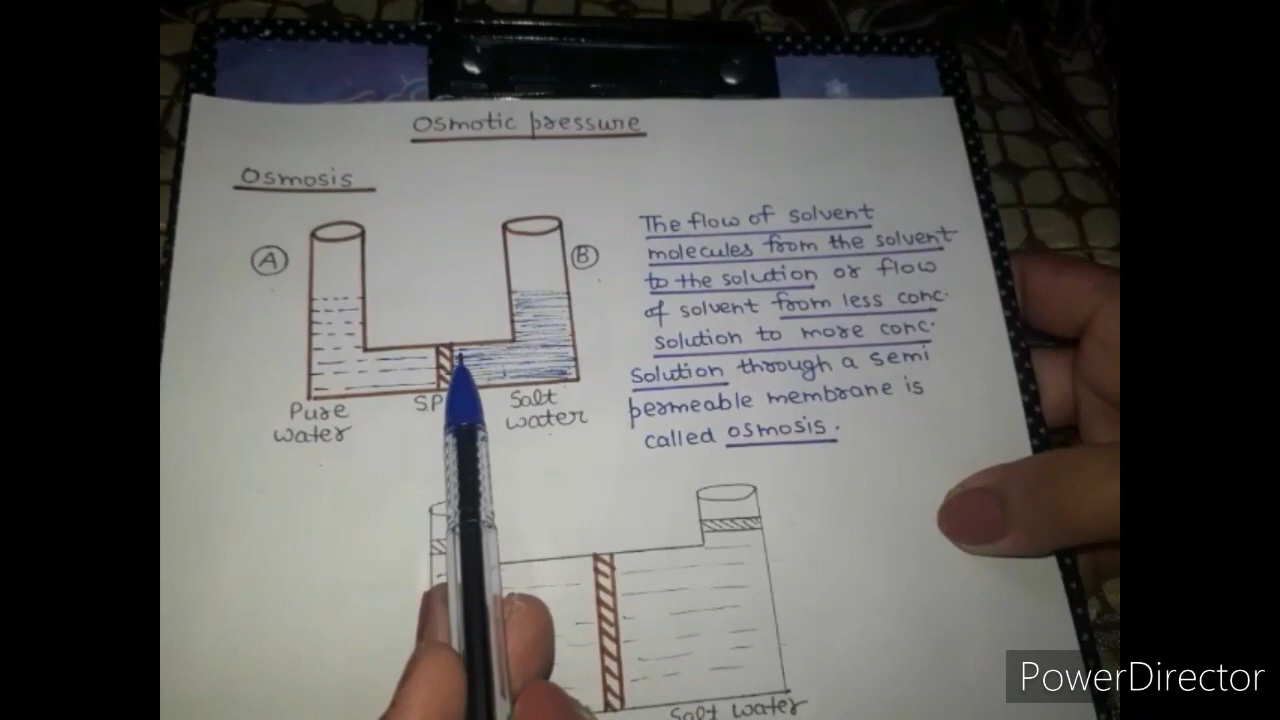 Osmotic pressure
Osmosis
A
B
Pure
water
S.P
Salt
water
The flow of solvent
molecules from the solvent
to the solution or flow
of solvent from less conc.
solution to more conc.
solution through a semi
permeable membrane is
called osmosis.
Salt water
PowerDirector